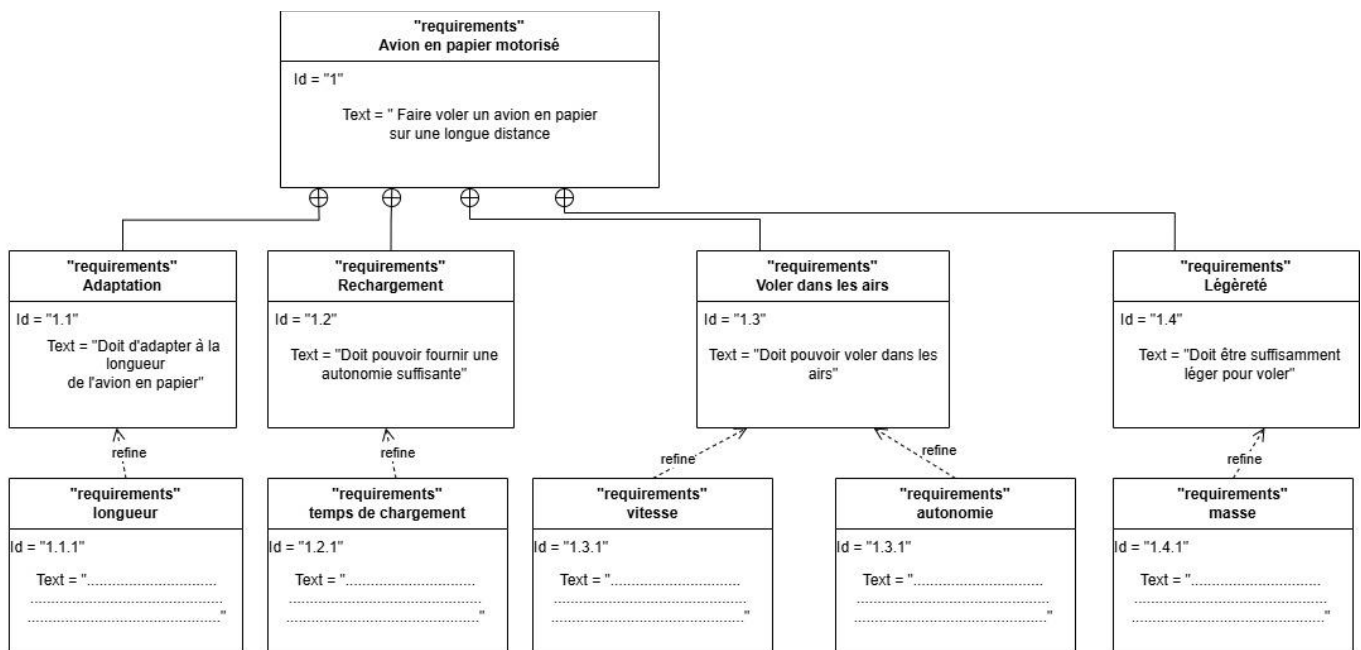 "requirements"
Avion en papier motorisé
Id = "1"
Text = " Faire voler un avion en papier
sur une longue distance
"requirements"
Adaptation
Id = "1.1"
Text = "Doit d'adapter à la
longueur
de l'avion en papier"
"requirements"
Rechargement
Id = "1.2"
Text = "Doit pouvoir fournir une
autonomie suffisante"
"requirements"
Voler dans les airs
Id = "1.3"
Text = "Doit pouvoir voler dans les
airs"
"requirements"
Légèreté
Id = "1.4"
Text = "Doit être suffisamment
léger pour voler"
refine
refine
refine
refine
refine
"requirements"
longueur
Id = "1.1.1"
Text = "...............................
..............................................
.............................................."
"requirements"
temps de chargement
Id = "1.2.1"
Text = "...............................
..............................................
.............................................."
"requirements"
vitesse
Id = "1.3.1"
Text = "...............................
..............................................
.............................................."
"requirements"
autonomie
Id = "1.3.1"
Text = "...............................
..............................................
.............................................."
"requirements"
masse
Id = "1.4.1"
Text = "...............................
..............................................
.............................................."